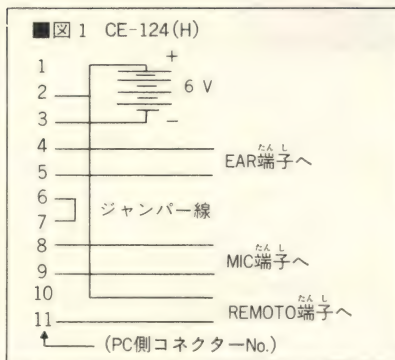 ■図1 CE-124(H)
1
+
2
6 V
3
−
4
たんし
EAR端子へ
5
6
ジャンパー線
7
8
たんし
MIC端子へ
9
10
たんし
REMOTO端子へ
11
(PC側コネクターNo.)